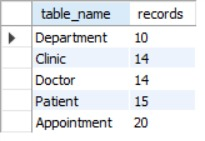 table_name records
Department 10
Clinic 14
Doctor 14
Patient 15
Appointment 20